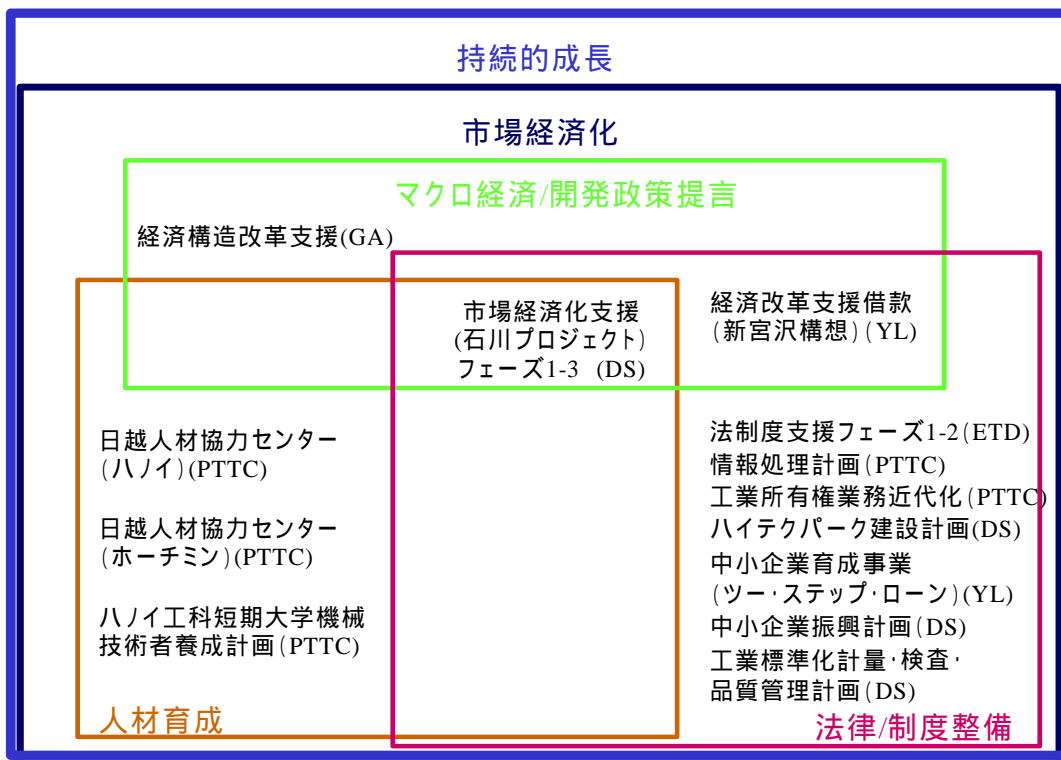 持続的成長
市場経済化
マクロ経済/開発政策提言
経済構造改革支援(GA)
市場経済化支援
(石川プロジェクト)
フェーズ1-3 (DS)
経済改革支援借款
(新宮沢構想)(YL)
日越人材協力センター
(ハノイ)(PTTC)
日越人材協力センター
(ホーチミン)(PTTC)
ハノイ工科短期大学機械
技術者養成計画(PTTC)
人材育成
法制度支援フェーズ1-2(ETD)
情報処理計画(PTTC)
工業所有権業務近代化(PTTC)
ハイテクパーク建設計画(DS)
中小企業育成事業
(ツー・ステップ・ローン)(YL)
中小企業振興計画(DS)
工業標準化計量・検査・
品質管理計画(DS)
法律/制度整備